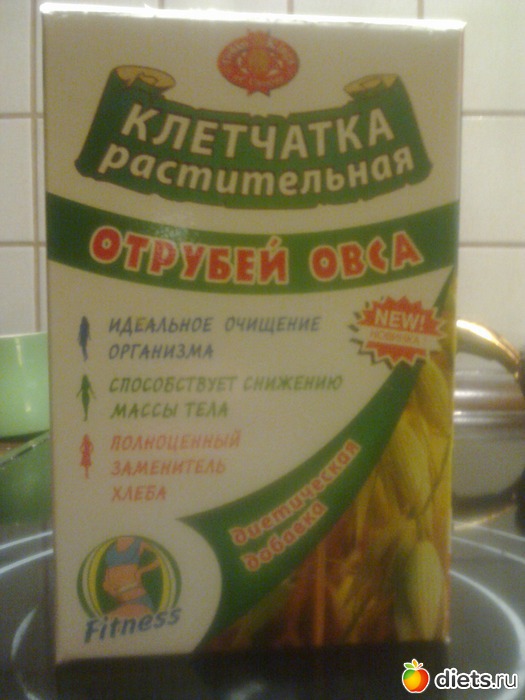 КЛЕТЧАТКА
растительная
ОТРУБЕЙ ОВСА
NEW!
НОВИНКА!
ИДЕАЛЬНОЕ ОЧИЩЕНИЕ
ОРГАНИЗМА
СПОСОБСТВУЕТ СНИЖЕНИЮ
МАССЫ ТЕЛА
ПОЛНОЦЕННЫЙ
ЗАМЕНИТЕЛЬ
ХЛЕБА
диетическая
добавка
Fitness
diets.ru